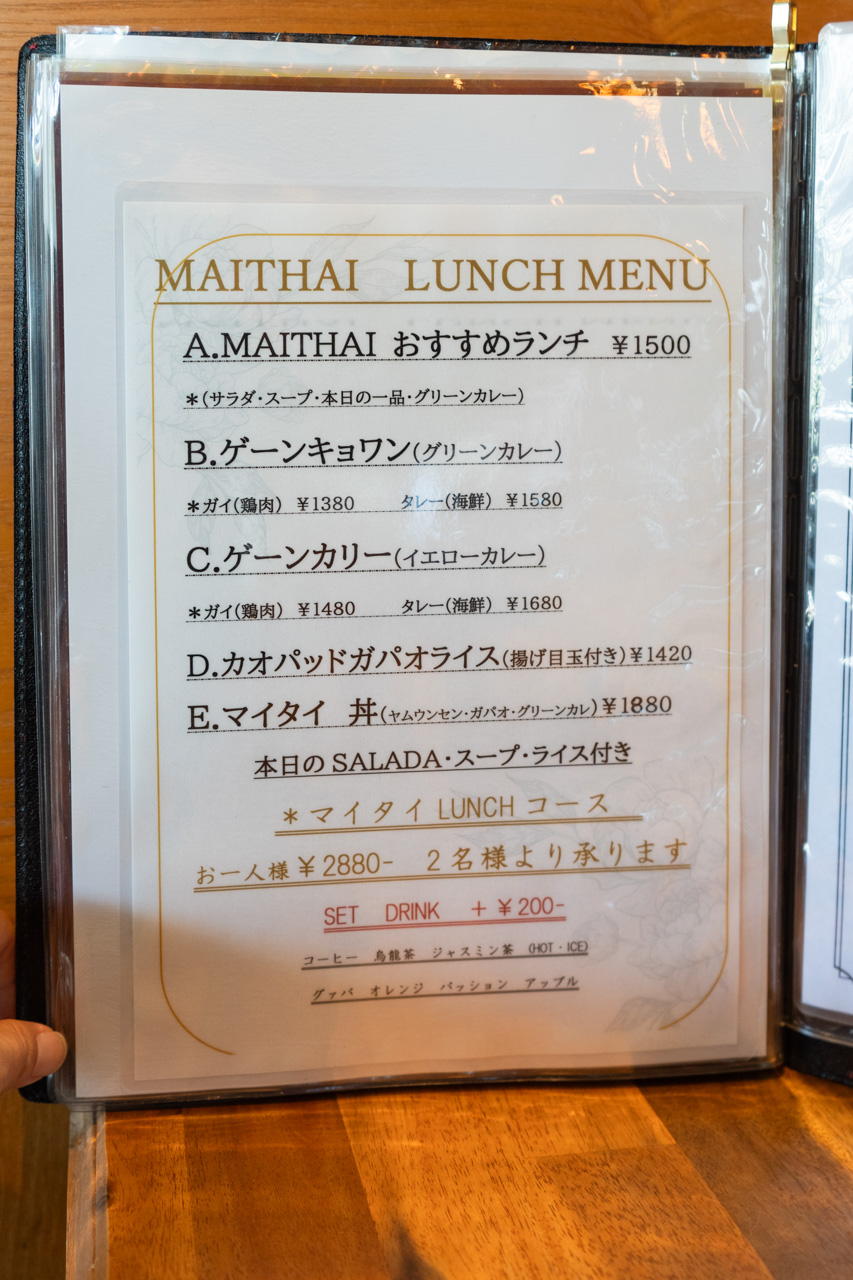 MAITHAI LUNCH MENU
A.MAITHAI おすすめランチ ¥1500
*(サラダ・スープ・本日の一品・グリーンカレー)
B.ゲーンキョワン(グリーンカレー)
*ガイ(鶏肉) ¥1380 タレー(海鮮) ¥1580
C.ゲーンカリー(イエローカレー)
*ガイ(鶏肉) ¥1480 タレー(海鮮) ¥1680
D.カオパッドガパオライス(揚げ目玉付き)¥1420
E.マイタイ 丼(ヤムウンセン・ガパオ・グリーンカレ)¥1880
本日の SALADA・スープ・ライス付き
*マイタイ LUNCH コース
お一人様¥2880- 2名様より承ります
SET DRINK +¥200-
コーヒー 烏龍茶 ジャスミン茶 (HOT・ICE)
グァバ オレンジ パッション アップル